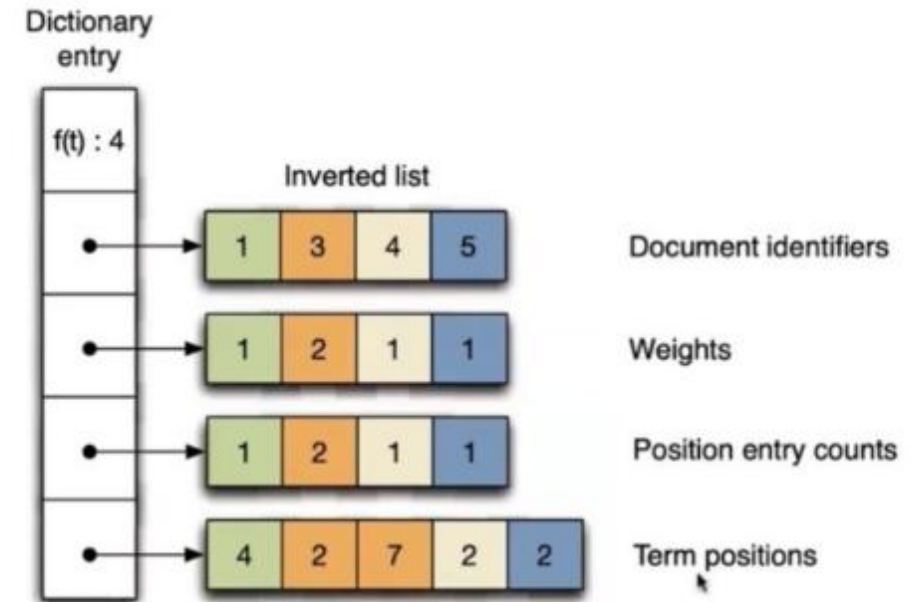 Dictionary
entry
f(t) : 4
Inverted list
1 3 4 5 Document identifiers
1 2 1 1 Weights
1 2 1 1 Position entry counts
4 2 7 2 2 Term positions